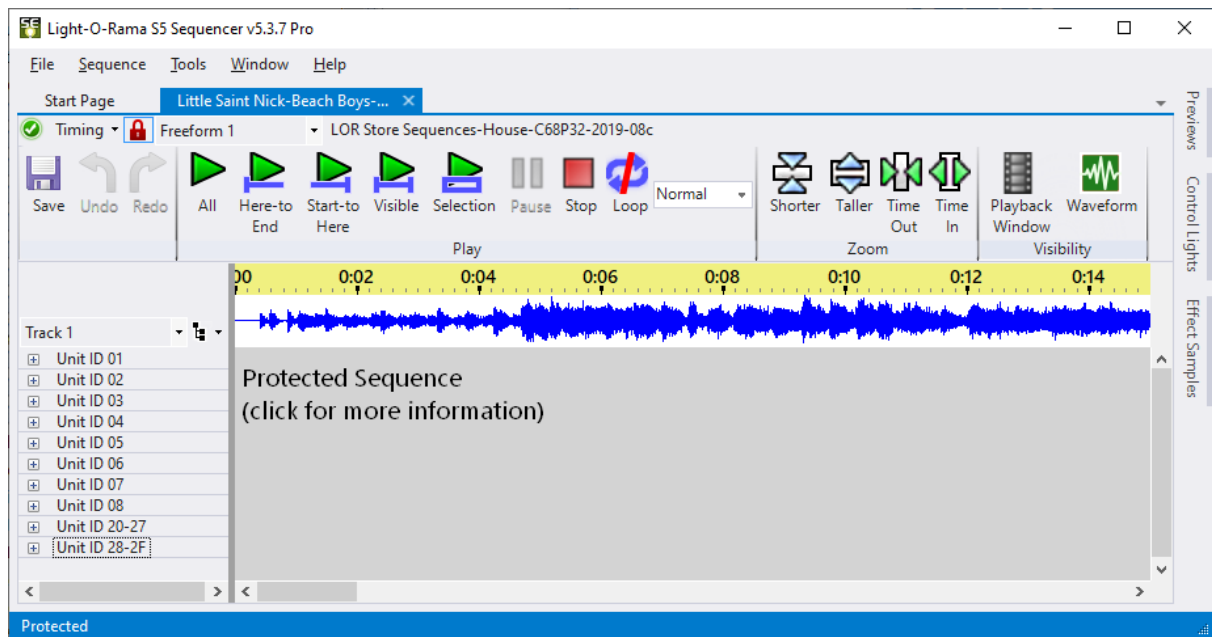 Light-O-Rama S5 Sequencer v5.3.7 Pro
File Sequence Tools Window Help
Start Page Little Saint Nick-Beach Boys-...
Timing Freeform 1 LOR Store Sequences-House-C68P32-2019-08c
Save Undo Redo All Here-to End Start-to Here Visible Selection Pause Stop Loop Normal Shorter Taller Time Out Time In Playback Window Waveform
Play Zoom Visibility
00 0:02 0:04 0:06 0:08 0:10 0:12 0:14
Track 1
Unit ID 01
Unit ID 02
Unit ID 03
Unit ID 04
Unit ID 05
Unit ID 06
Unit ID 07
Unit ID 08
Unit ID 20-27
Unit ID 28-2F
Protected Sequence
(click for more information)
Previews
Control Lights
Effect Samples
Protected